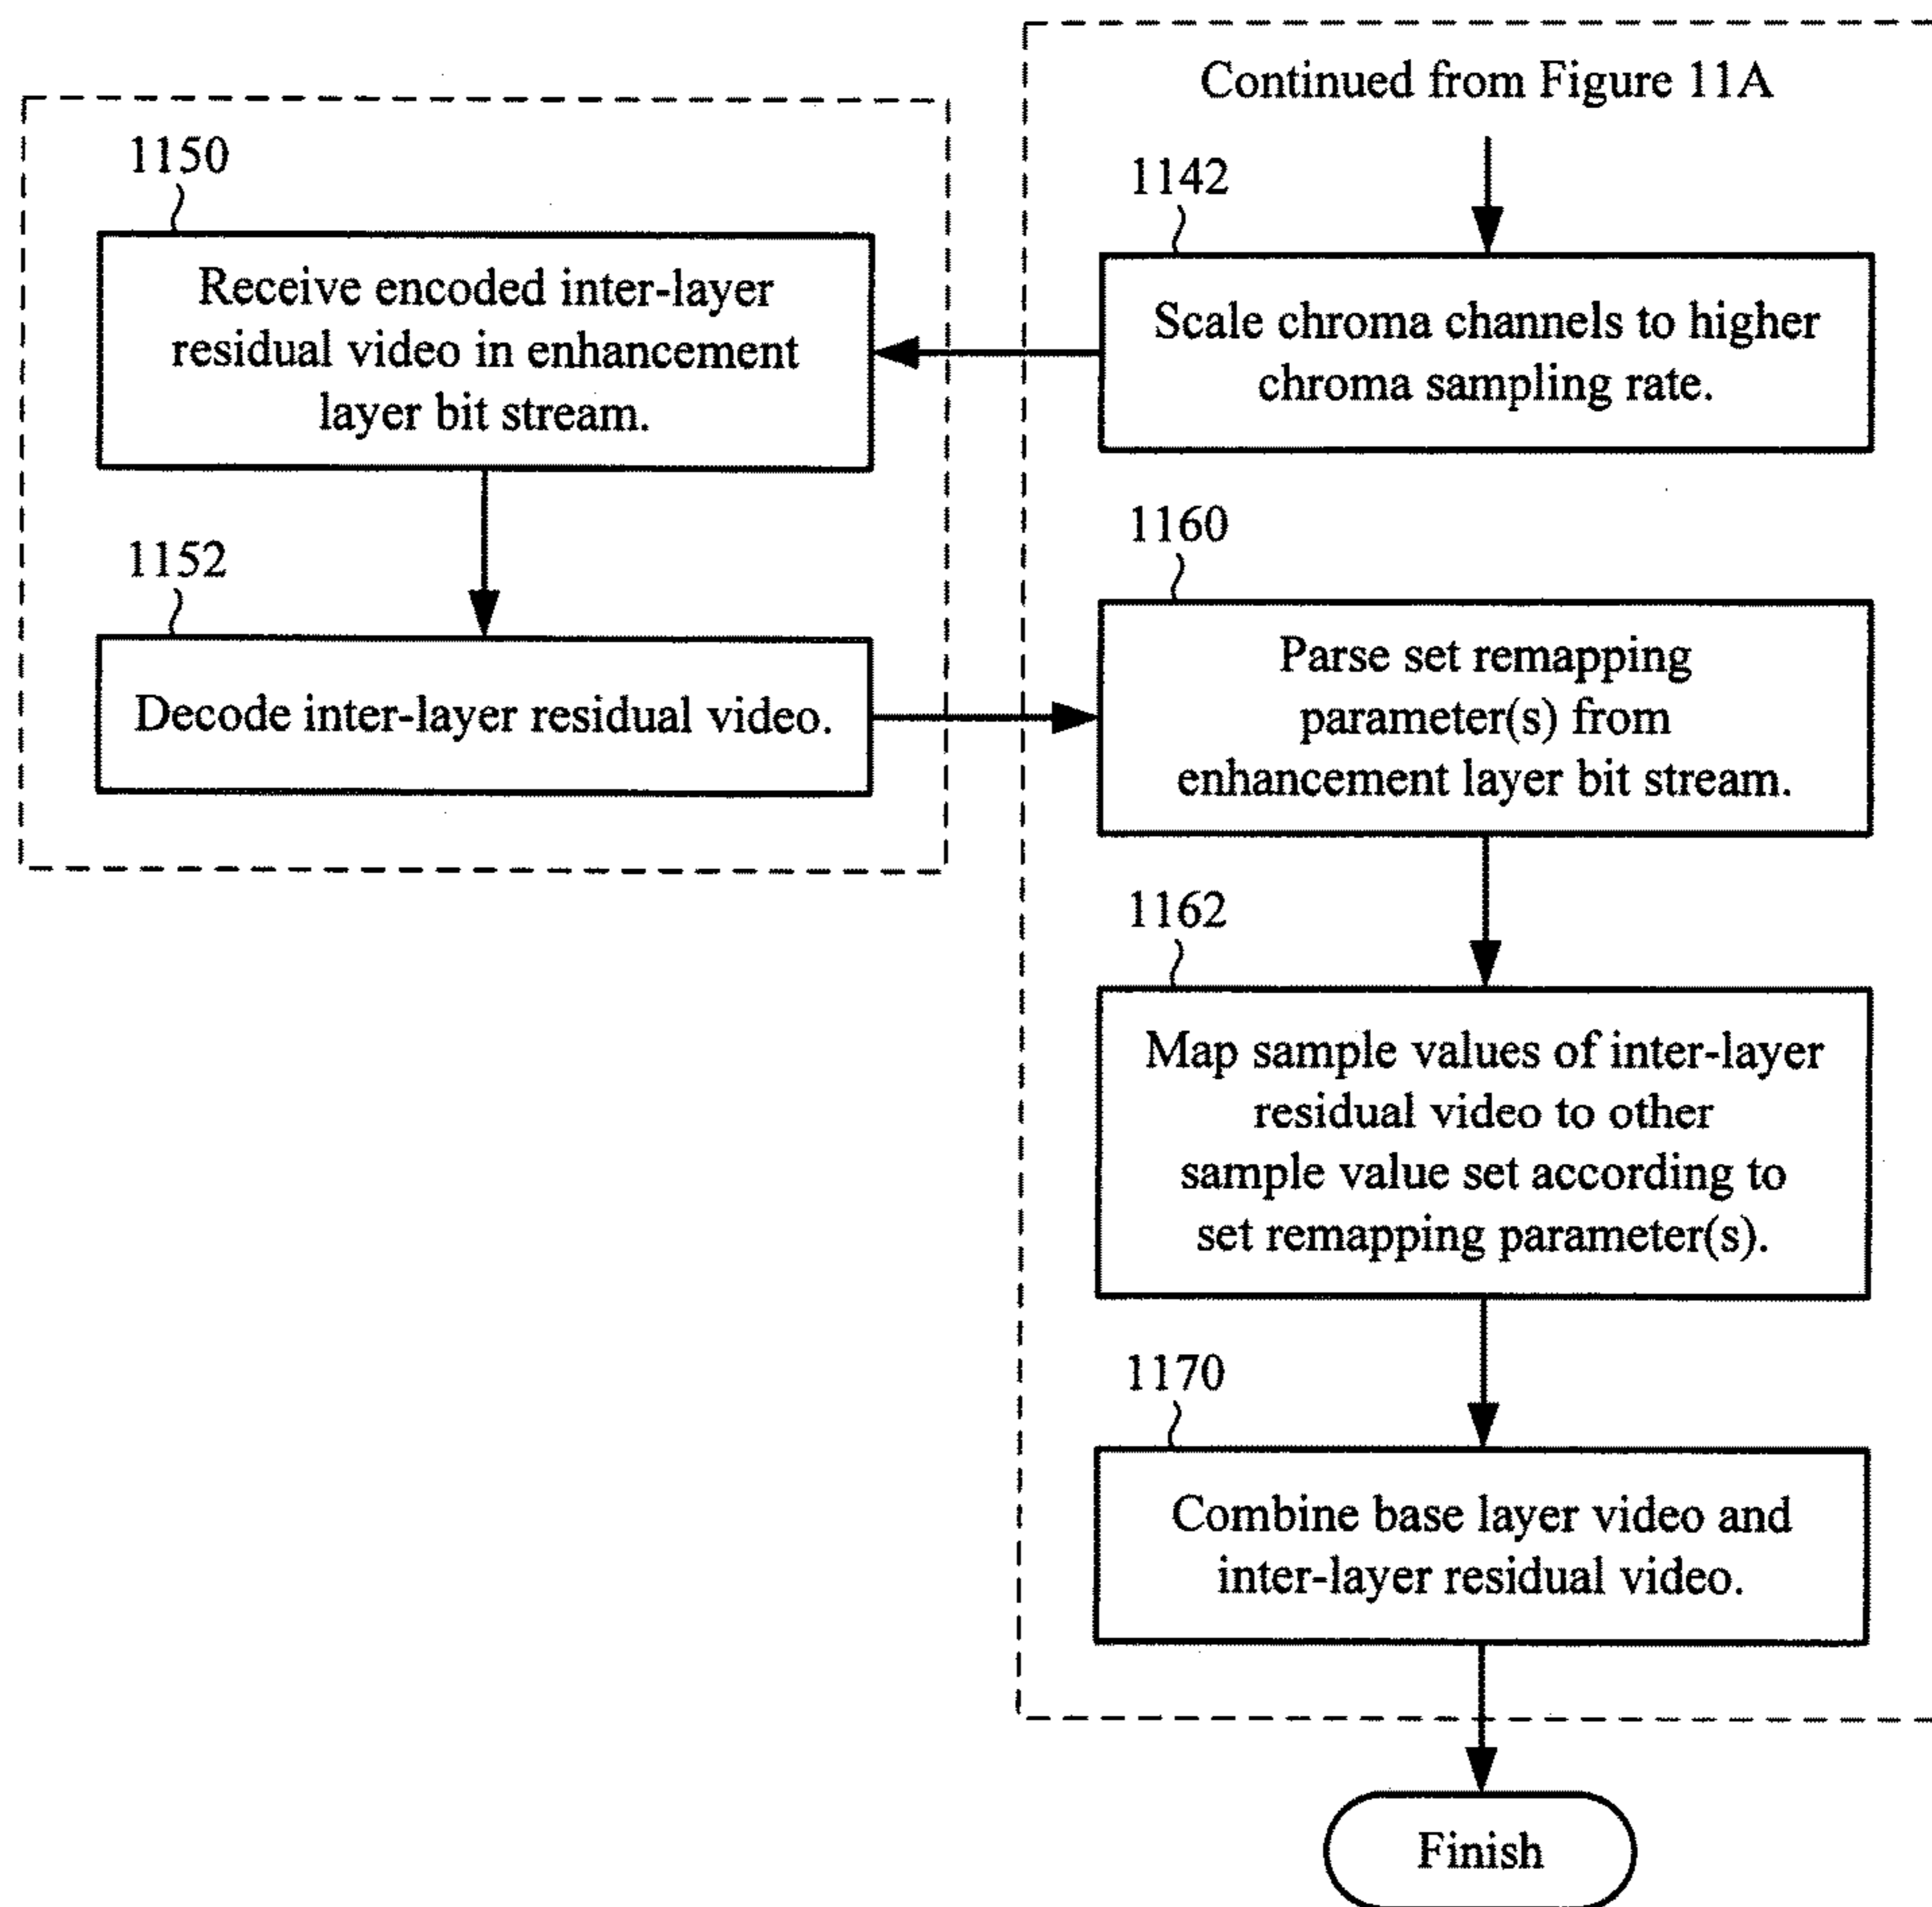 Continued from Figure 11A
1142
Scale chroma channels to higher
chroma sampling rate.
1150
Receive encoded inter-layer
residual video in enhancement
layer bit stream.
1152
Decode inter-layer residual video.
1160
Parse set remapping
parameter(s) from
enhancement layer bit stream.
1162
Map sample values of inter-layer
residual video to other
sample value set according to
set remapping parameter(s).
1170
Combine base layer video and
inter-layer residual video.
Finish